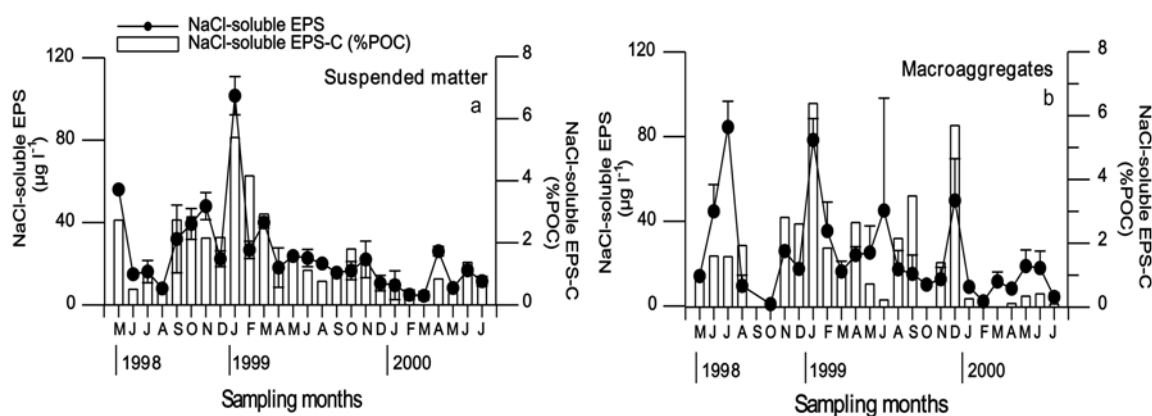 NaCl-soluble EPS
NaCl-soluble EPS-C (%POC)
Suspended matter
a
120
80
40
0
8
6
4
2
0
NaCl-soluble EPS
(µg l⁻¹)
NaCl-soluble EPS-C
(%POC)
M J J A S O N D J F M A M J J A S O N D J F M A M J J
1998 1999 2000
Sampling months
Macroaggregates
b
120
80
40
0
8
6
4
2
0
NaCl-soluble EPS
(µg l⁻¹)
NaCl-soluble EPS-C
(%POC)
M J J A S O N D J F M A M J J A S O N D J F M A M J J
1998 1999 2000
Sampling months